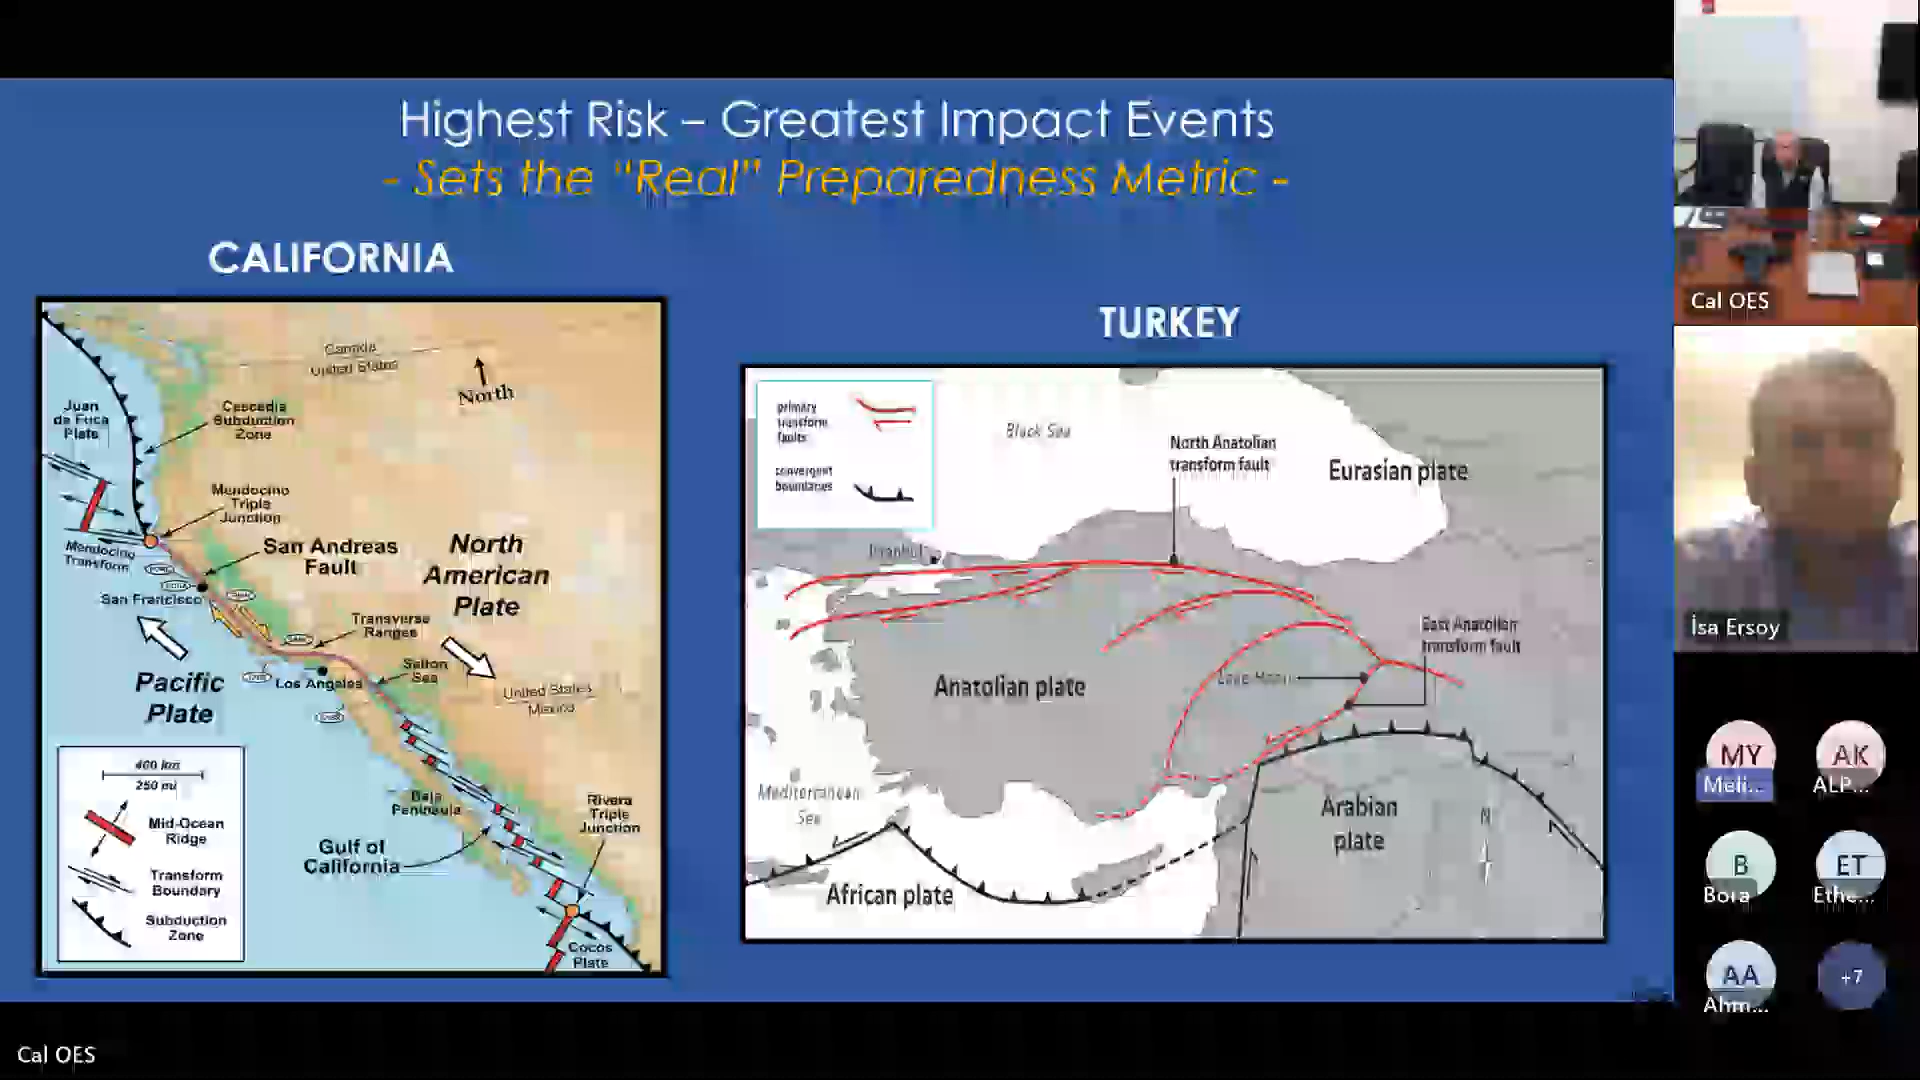 Highest Risk – Greatest Impact Events
- Sets the “Real” Preparedness Metric -
CALIFORNIA
Canada
United States
North
Juan
de Fuca
Plate
Cascadia
Subduction
Zone
Mendocino
Triple
Junction
Mendocino
Transform
San Andreas
Fault
North
American
Plate
San Francisco
Transverse
Ranges
Pacific
Plate
Los Angeles
Salton
Sea
United States
Mexico
400 km
250 mi
Mid-Ocean
Ridge
Transform
Boundary
Subduction
Zone
Baja
Peninsula
Gulf of
California
Rivera
Triple
Junction
Cocos
Plate
TURKEY
primary
transform
faults
convergent
boundaries
Black Sea
North Anatolian
transform fault
Eurasian plate
Istanbul
East Anatolian
transform fault
Anatolian plate
Lake
Mediterranean
Sea
Arabian
plate
N
African plate
Cal OES
İsa Ersoy
MY
Meli...
AK
ALP...
B
Bora
ET
Ethe...
AA
Ahm...
+7
Cal OES